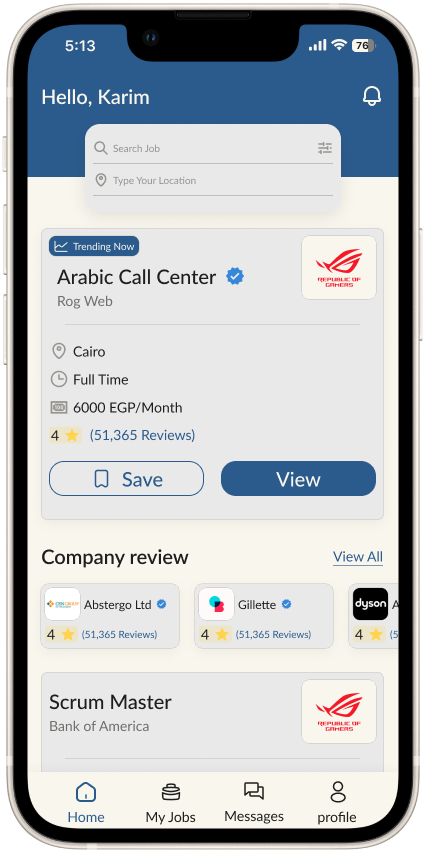 5:13
76
Hello, Karim
Search Job
Type Your Location
Trending Now
Arabic Call Center
Rog Web
REPUBLIC OF
GAMERS
Cairo
Full Time
6000 EGP/Month
4 (51,365 Reviews)
Save
View
Company review
View All
Abstergo Ltd
4 (51,365 Reviews)
Gillette
4 (51,365 Reviews)
dyson
A
4 (5
Scrum Master
Bank of America
REPUBLIC OF
GAMERS
Home
My Jobs
Messages
profile